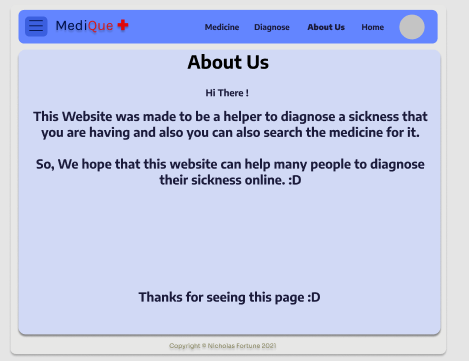 MediQue
Medicine Diagnose About Us Home
About Us
Hi There !
This Website was made to be a helper to diagnose a sickness that
you are having and also you can also search the medicine for it.
So, We hope that this website can help many people to diagnose
their sickness online. :D
Thanks for seeing this page :D
Copyright © Nicholas Fortune 2021